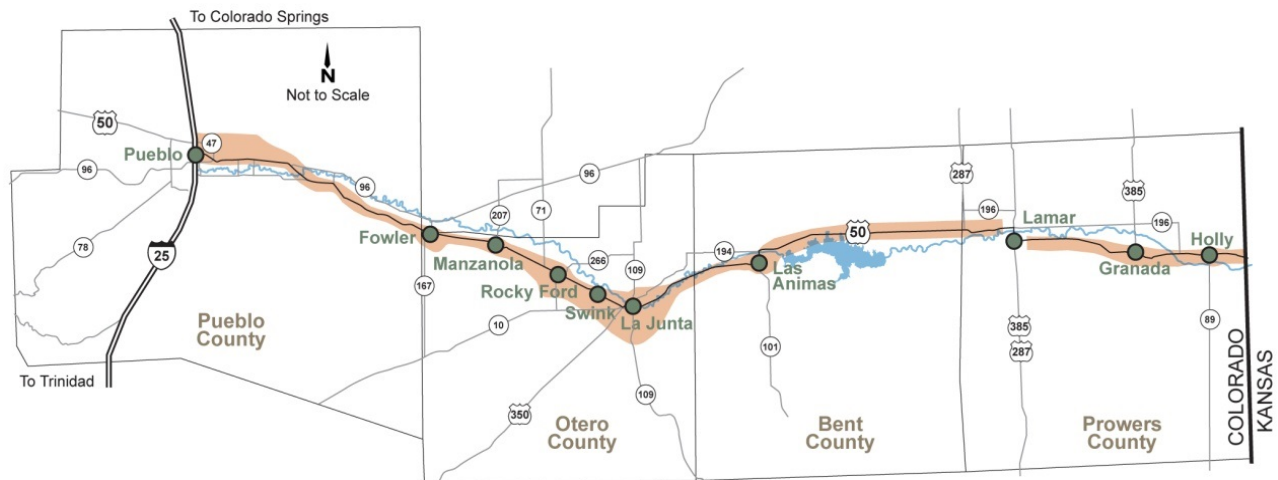 To Colorado Springs
N
Not to Scale
50
47
Pueblo
96
96
78
25
To Trinidad
Pueblo
County
Fowler
167
Manzanola
207
71
96
266
109
Rocky Ford
Swink
La Junta
10
350
109
Otero
County
194
Las
Animas
50
101
Bent
County
287
196
Lamar
385
196
Granada
Holly
385
287
89
Prowers
County
COLORADO
KANSAS